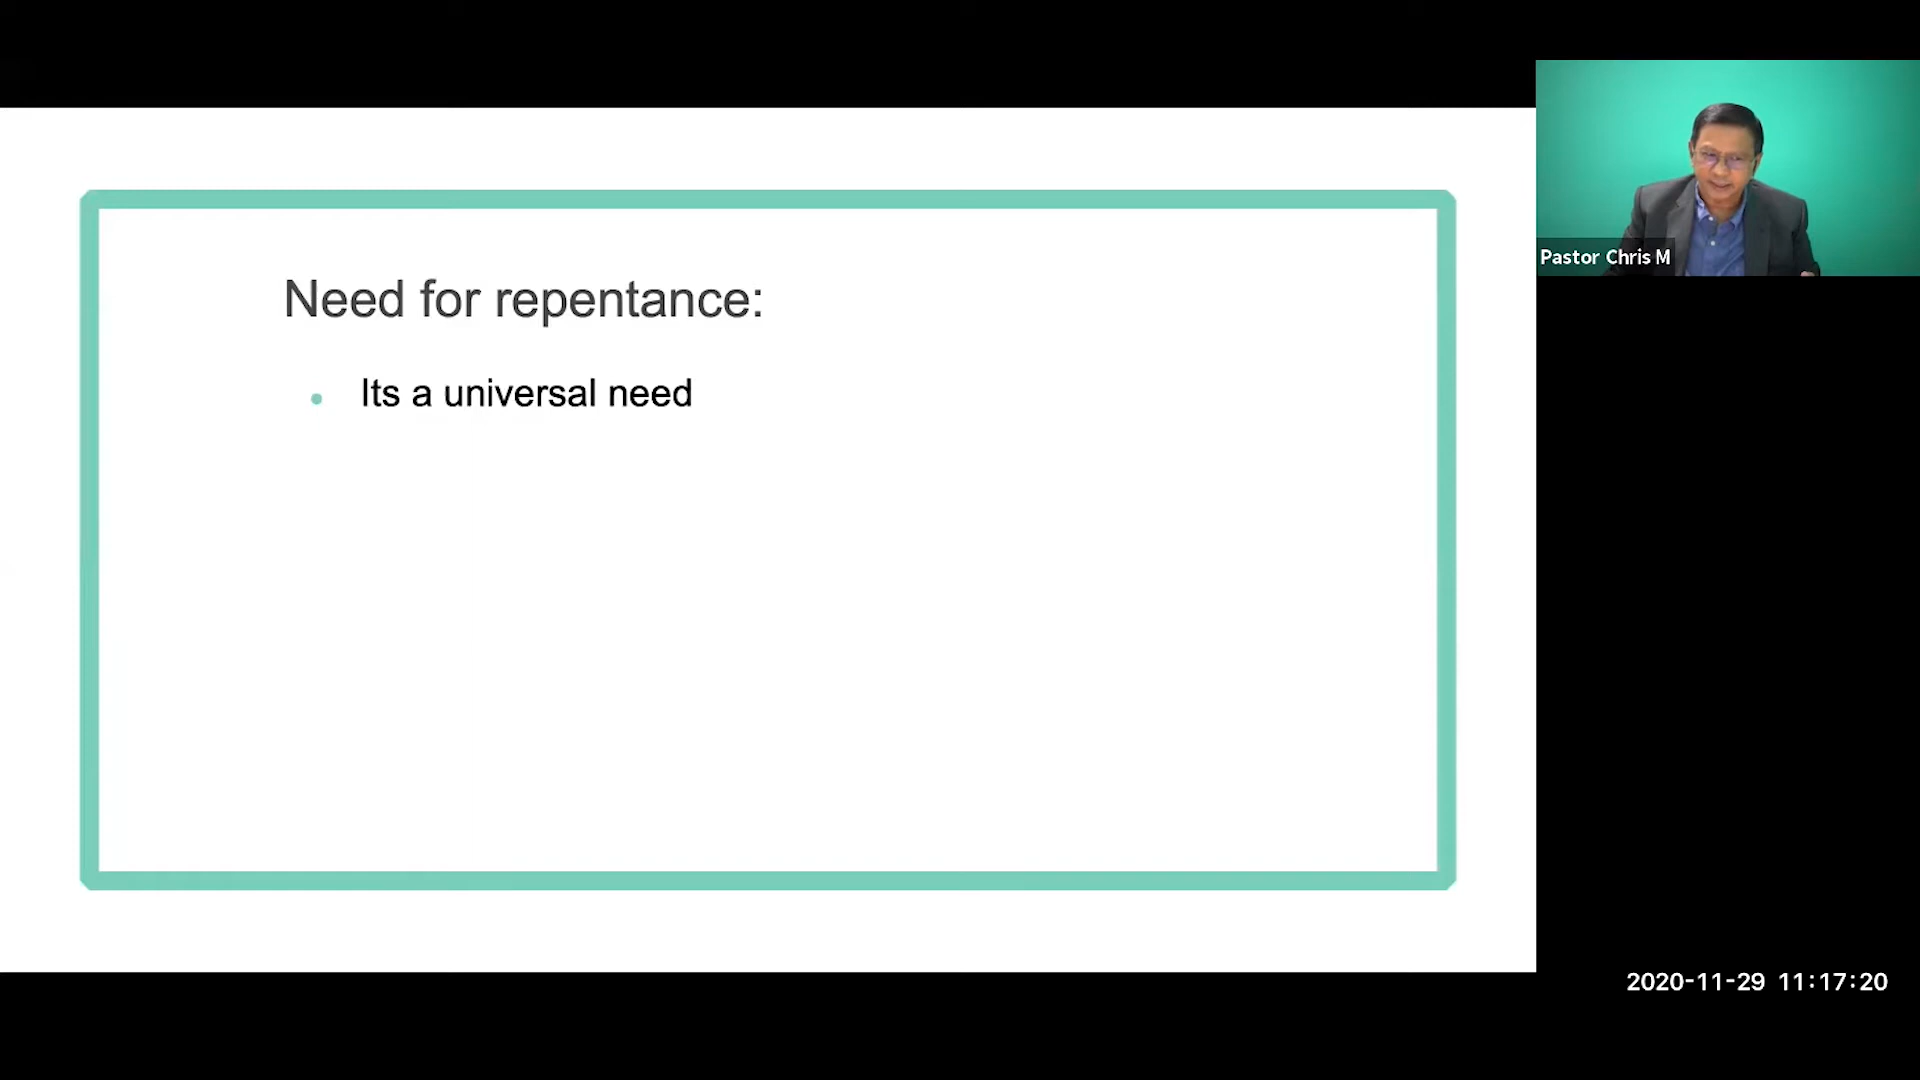 Need for repentance:
Its a universal need
Pastor Chris M
2020-11-29 11:17:20